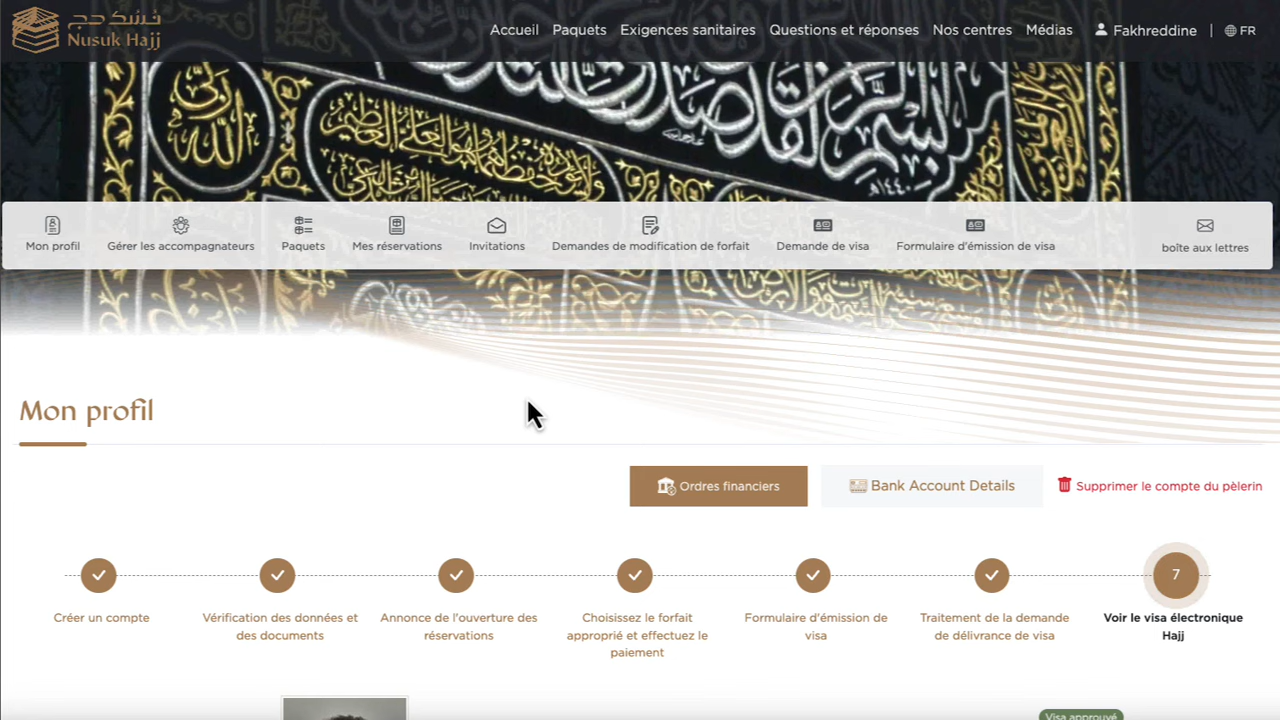 نسك حج
Nusuk Hajj
Accueil Paquets Exigences sanitaires Questions et réponses Nos centres Médias Fakhreddine | FR
Mon profil Gérer les accompagnateurs Paquets Mes réservations Invitations Demandes de modification de forfait Demande de visa Formulaire d'émission de visa boîte aux lettres
Mon profil
Ordres financiers Bank Account Details Supprimer le compte du pèlerin
7
Créer un compte
Vérification des données et
des documents
Annonce de l'ouverture des
réservations
Choisissez le forfait
approprié et effectuez le
paiement
Formulaire d'émission de
visa
Traitement de la demande
de délivrance de visa
Voir le visa électronique
Hajj
Visa approuvé